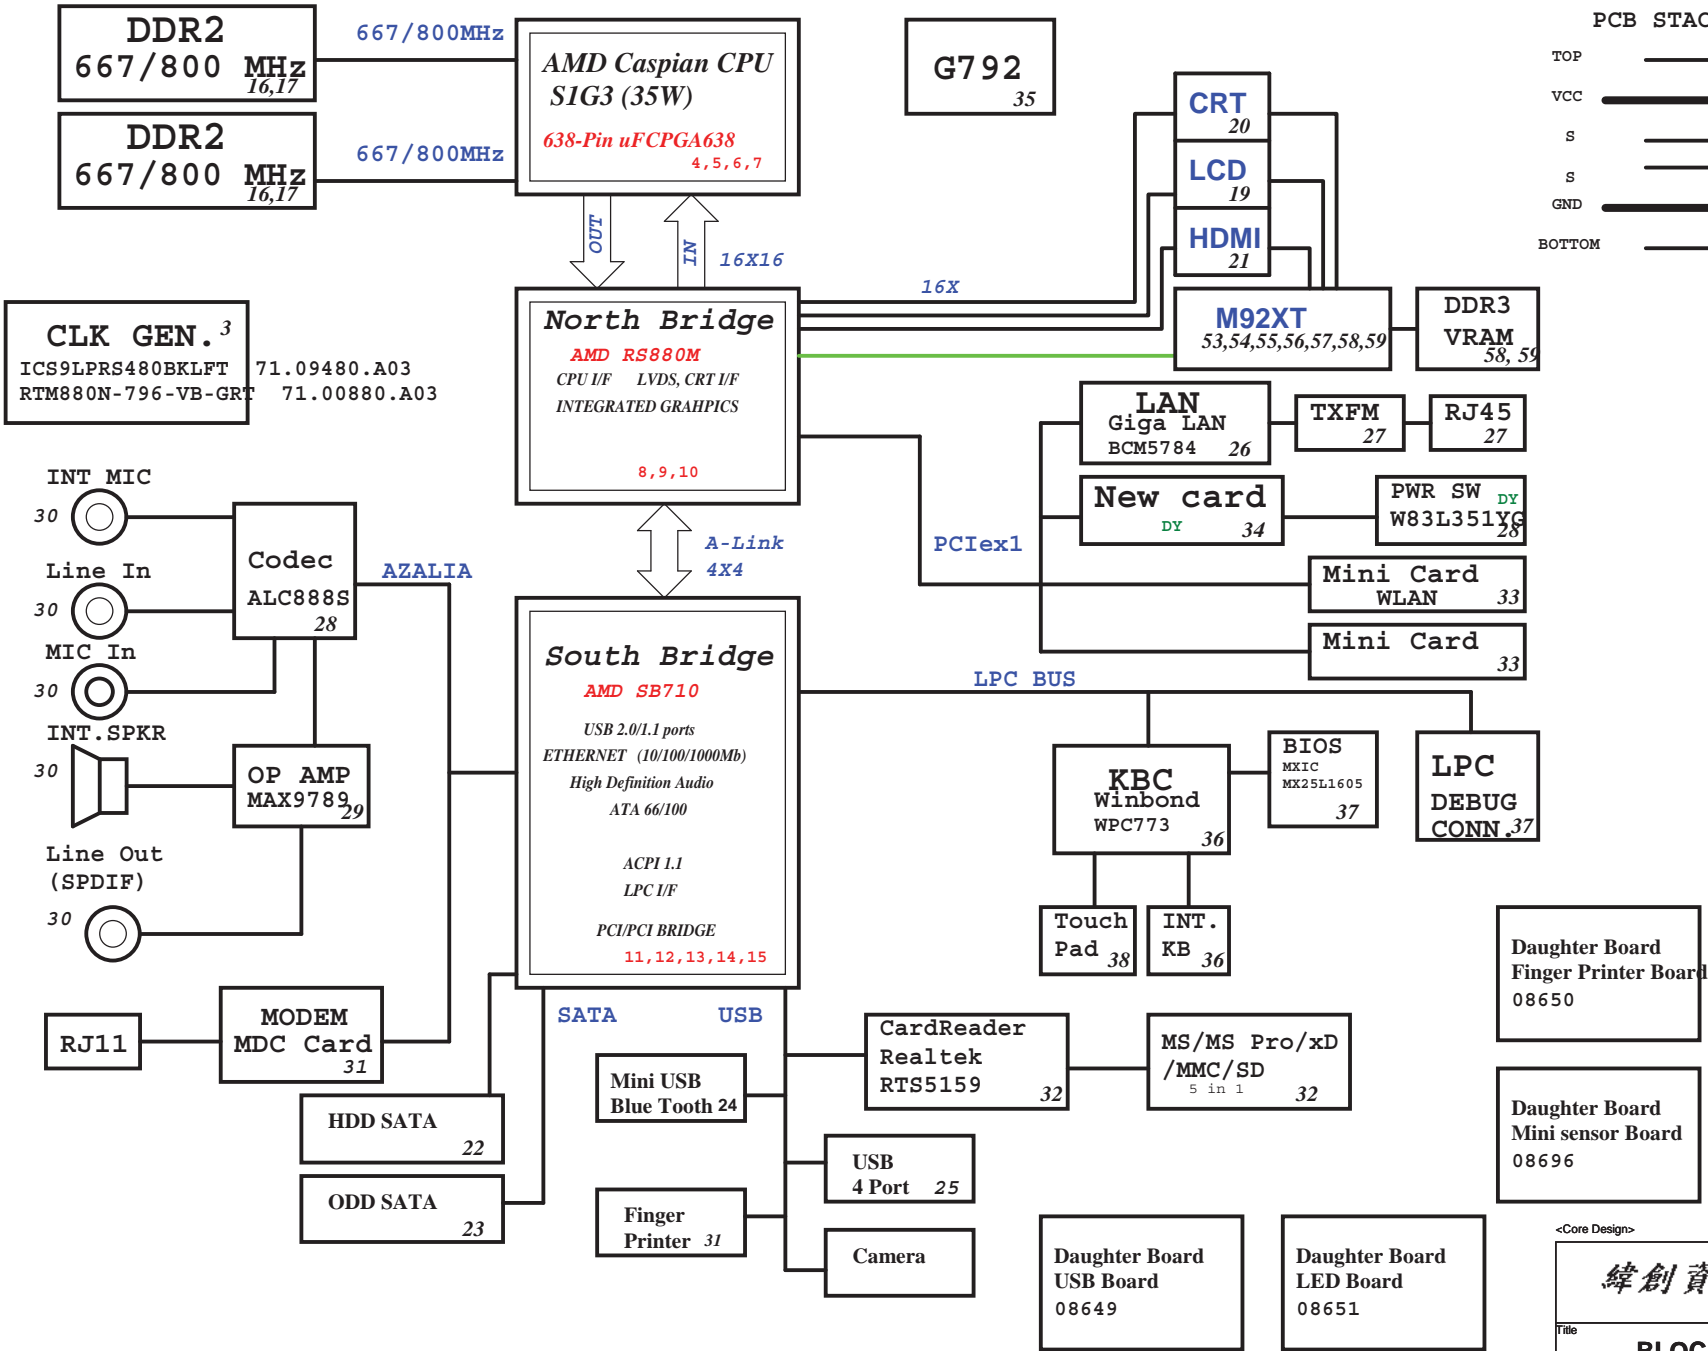 DDR2
667/800 MHz
16,17
667/800MHz
DDR2
667/800 MHz
16,17
667/800MHz
AMD Caspian CPU
S1G3 (35W)
638-Pin uFCPGA638
4,5,6,7
OUT
IN
16X16
G792
35
CRT
20
LCD
19
HDMI
21
16X
M92XT
53,54,55,56,57,58,59
DDR3
VRAM
58, 59
PCB STAC
TOP
VCC
S
S
GND
BOTTOM
CLK GEN. 3
ICS9LPRS480BKLFT 71.09480.A03
RTM880N-796-VB-GRT 71.00880.A03
North Bridge
AMD RS880M
CPU I/F LVDS, CRT I/F
INTEGRATED GRAHPICS
8,9,10
A-Link
4X4
PCIex1
LAN
Giga LAN
BCM5784 26
TXFM
27
RJ45
27
New card
DY 34
PWR SW DY
W83L351YG
28
Mini Card
WLAN 33
Mini Card
33
INT MIC
30
Line In
30
MIC In
30
INT.SPKR
30
Line Out
(SPDIF)
30
Codec
ALC888S
28
AZALIA
OP AMP
MAX9789
29
RJ11
MODEM
MDC Card
31
South Bridge
AMD SB710
USB 2.0/1.1 ports
ETHERNET (10/100/1000Mb)
High Definition Audio
ATA 66/100
ACPI 1.1
LPC I/F
PCI/PCI BRIDGE
11,12,13,14,15
LPC BUS
KBC
Winbond
WPC773
36
BIOS
MXIC
MX25L1605
37
LPC
DEBUG
CONN.
37
Touch
Pad 38
INT.
KB 36
SATA
USB
HDD SATA
22
ODD SATA
23
Mini USB
Blue Tooth 24
Finger
Printer 31
CardReader
Realtek
RTS5159
32
MS/MS Pro/xD
/MMC/SD
5 in 1 32
USB
4 Port 25
Camera
Daughter Board
USB Board
08649
Daughter Board
LED Board
08651
Daughter Board
Finger Printer Board
08650
Daughter Board
Mini sensor Board
08696
<Core Design>
緯創資
Title
BLOC